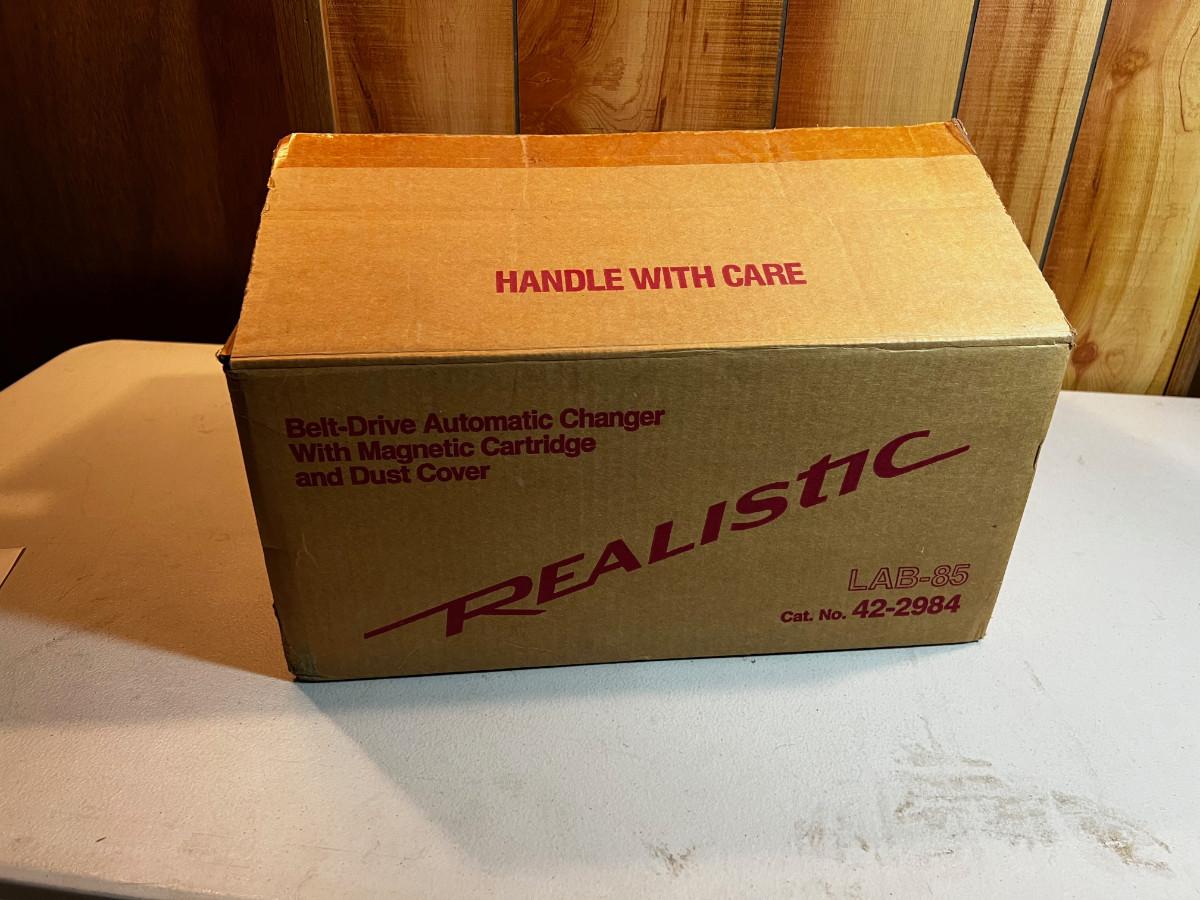 HANDLE WITH CARE
Belt-Drive Automatic Changer
With Magnetic Cartridge
and Dust Cover
REALISTIC
LAB-85
Cat. No. 42-2984